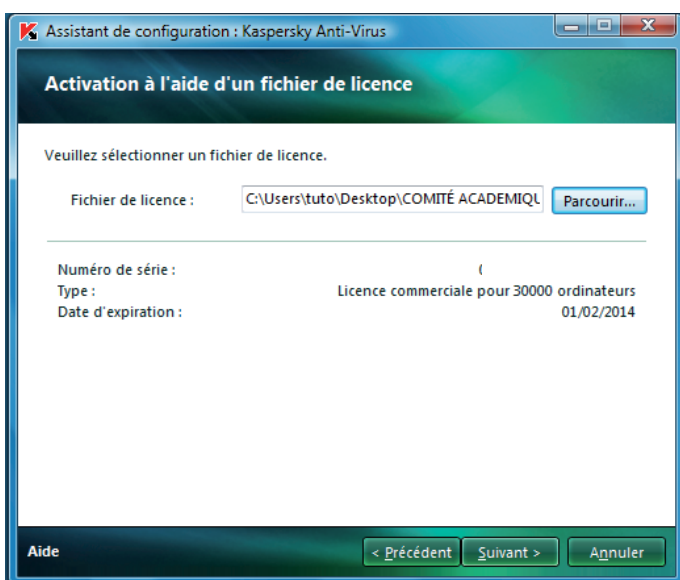 Assistant de configuration : Kaspersky Anti-Virus
Activation à l'aide d'un fichier de licence
Veuillez sélectionner un fichier de licence.
Fichier de licence : C:\Users\tuto\Desktop\COMITÉ ACADEMIQU Parcourir...
Numéro de série : (
Type : Licence commerciale pour 30000 ordinateurs
Date d'expiration : 01/02/2014
Aide < Précédent Suivant > Annuler